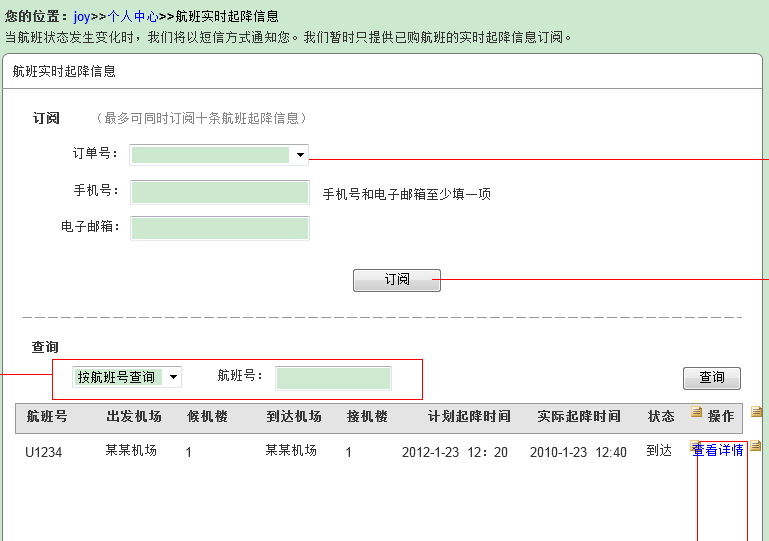 您的位置：joy>>个人中心>>航班实时起降信息
当航班状态发生变化时，我们将以短信方式通知您。我们暂时只提供已购航班的实时起降信息订阅。
航班实时起降信息
订阅 （最多可同时订阅十条航班起降信息）
订单号：
手机号： 手机号和电子邮箱至少填一项
电子邮箱：
订阅
查询
按航班号查询 航班号： 查询
航班号 出发机场 候机楼 到达机场 接机楼 计划起降时间 实际起降时间 状态 操作
U1234 某某机场 1 某某机场 1 2012-1-23 12：20 2010-1-23 12:40 到达 查看详情